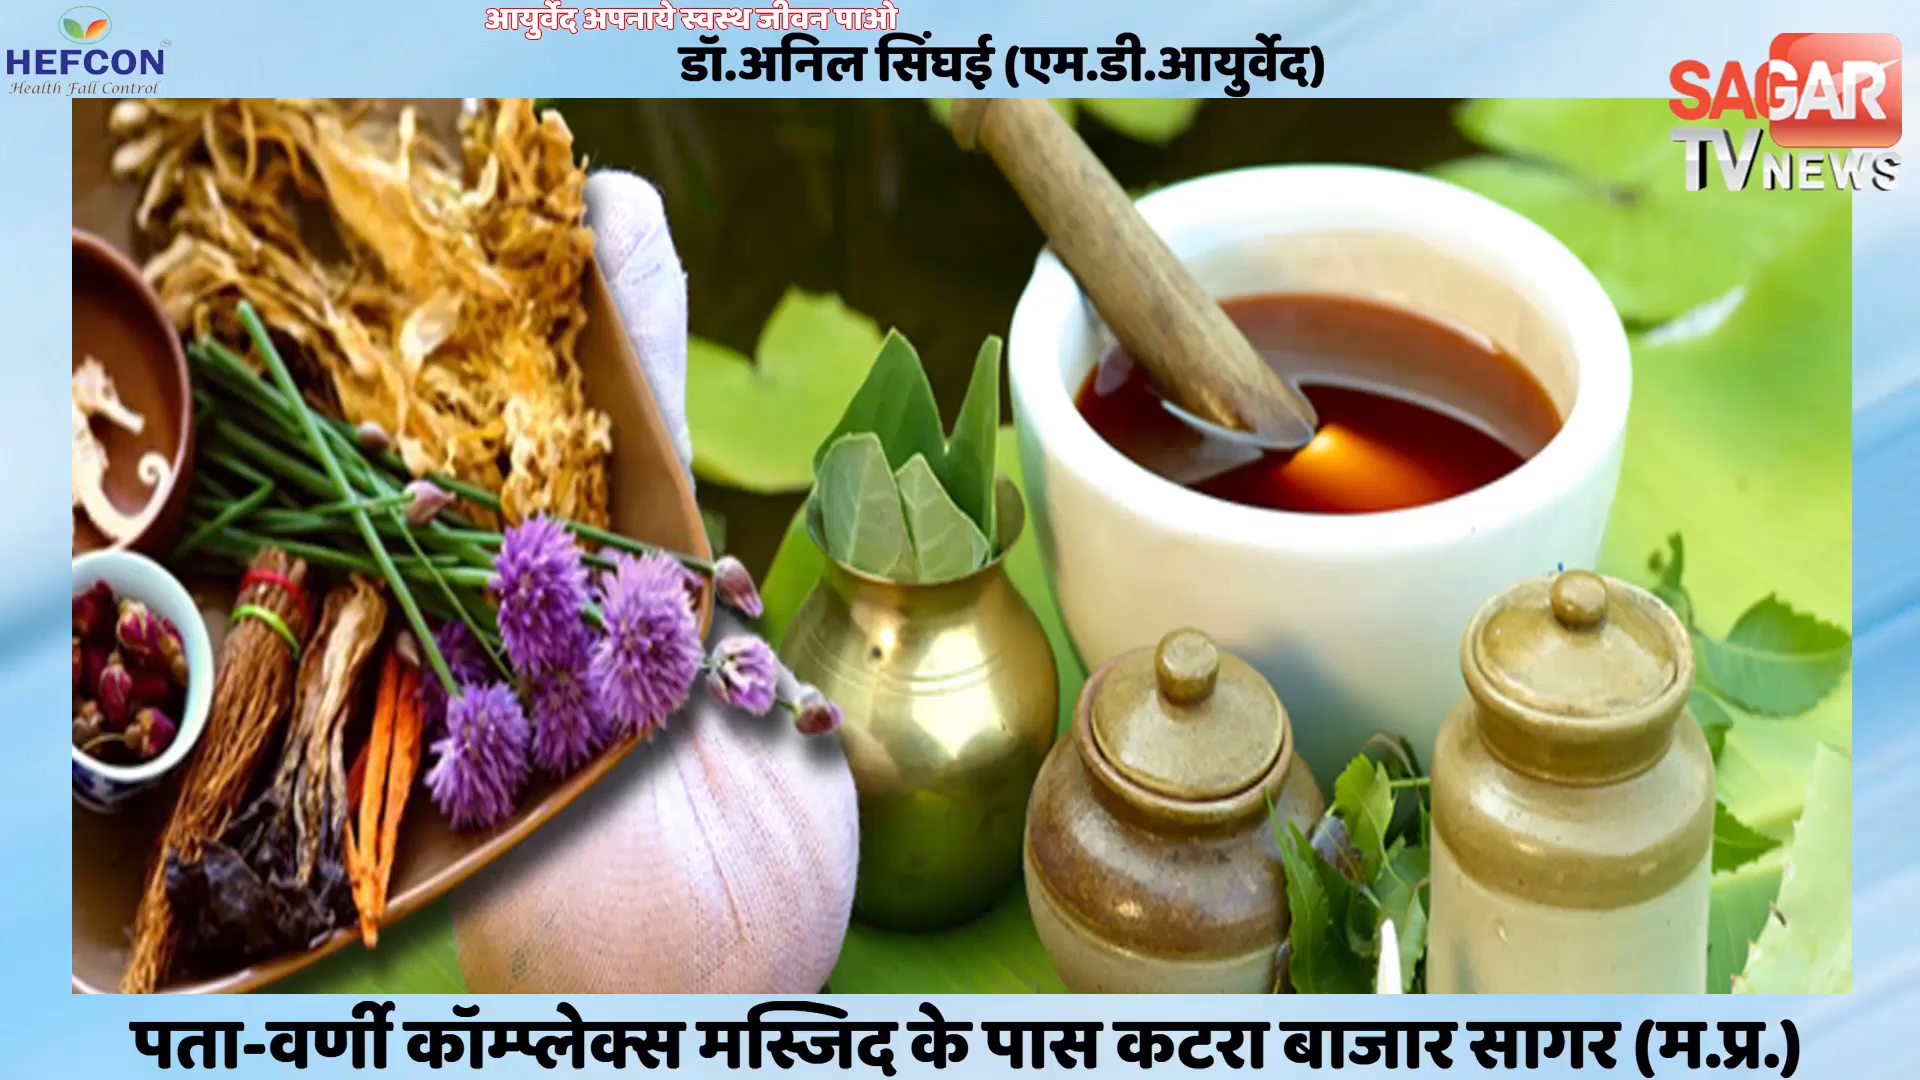 आयुर्वेद अपनाये स्वस्थ जीवन पाओ
HEFCON
Health Fall Control
डॉ.अनिल सिंघई (एम.डी.आयुर्वेद)
SAGAR
TV NEWS
पता-वर्णी कॉम्प्लेक्स मस्जिद के पास कटरा बाजार सागर (म.प्र.)